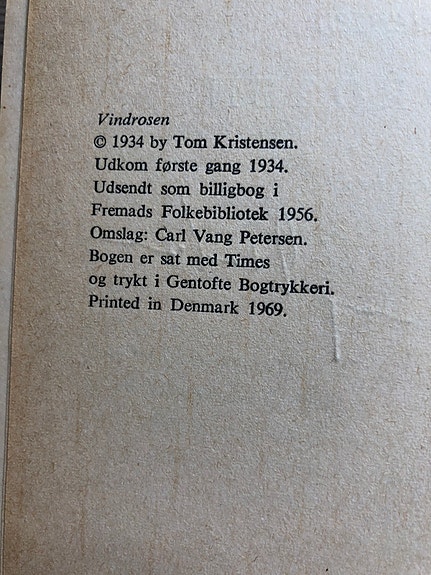 Vindrosen
© 1934 by Tom Kristensen.
Udkom første gang 1934.
Udsendt som billigbog i
Fremads Folkebibliotek 1956.
Omslag: Carl Vang Petersen.
Bogen er sat med Times
og trykt i Gentofte Bogtrykkeri.
Printed in Denmark 1969.